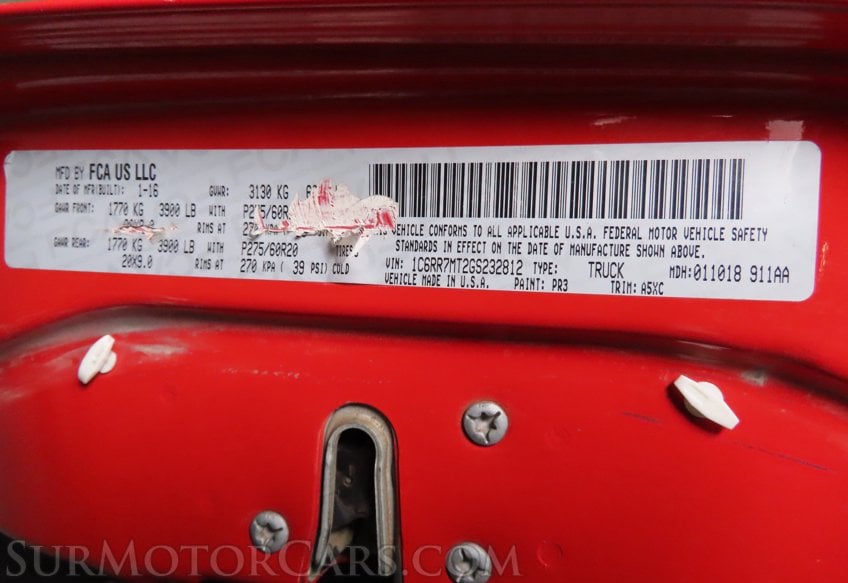 MFD BY FCA US LLC
DATE OF MFR(BUILT): 1-16 GVWR: 3130 KG
GAWR FRONT: 1770 KG 3900 LB WITH P275/60R
RIMS AT 270
GAWR REAR: 1770 KG 3900 LB WITH P275/60R20 TIRES
20X9.0 RIMS AT 270 KPA ( 39 PSI) COLD
VEHICLE CONFORMS TO ALL APPLICABLE U.S.A. FEDERAL MOTOR VEHICLE SAFETY
STANDARDS IN EFFECT ON THE DATE OF MANUFACTURE SHOWN ABOVE.
VIN: 1C6RR7MT2GS232812 TYPE: TRUCK MDH:011018 911AA
VEHICLE MADE IN U.S.A. PAINT: PR3 TRIM: A5XC
SurMotorCars.com